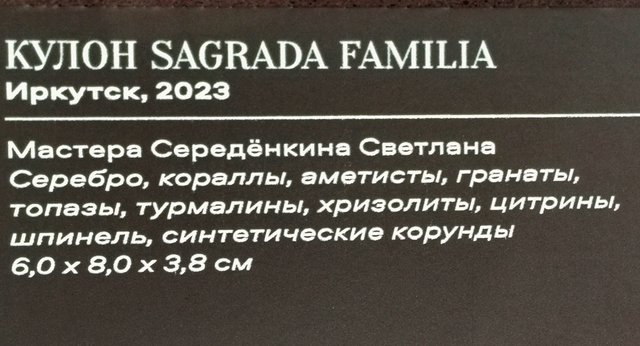 КУЛОН SAGRADA FAMILIA
Иркутск, 2023
Мастера Середёнкина Светлана
Серебро, кораллы, аметисты, гранаты,
топазы, турмалины, хризолиты, цитрины,
шпинель, синтетические корунды
6,0 х 8,0 х 3,8 см